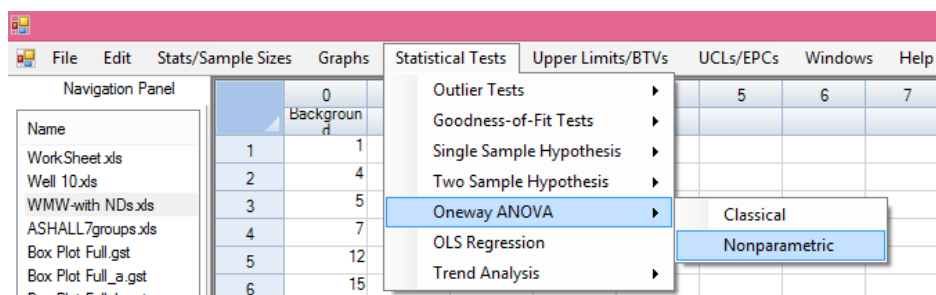 File Edit Stats/Sample Sizes Graphs Statistical Tests Upper Limits/BTVs UCLs/EPCs Windows Help
Navigation Panel
Name
WorkSheet.xls
Well 10.xls
WMW-with NDs.xls
ASHALL7groups.xls
Box Plot Full.gst
Box Plot Full_a.gst
0 5 6 7
Backgroun
d
1 1
2 4
3 5
4 7
5 12
6 15
Outlier Tests
Goodness-of-Fit Tests
Single Sample Hypothesis
Two Sample Hypothesis
Oneway ANOVA
OLS Regression
Trend Analysis
Classical
Nonparametric